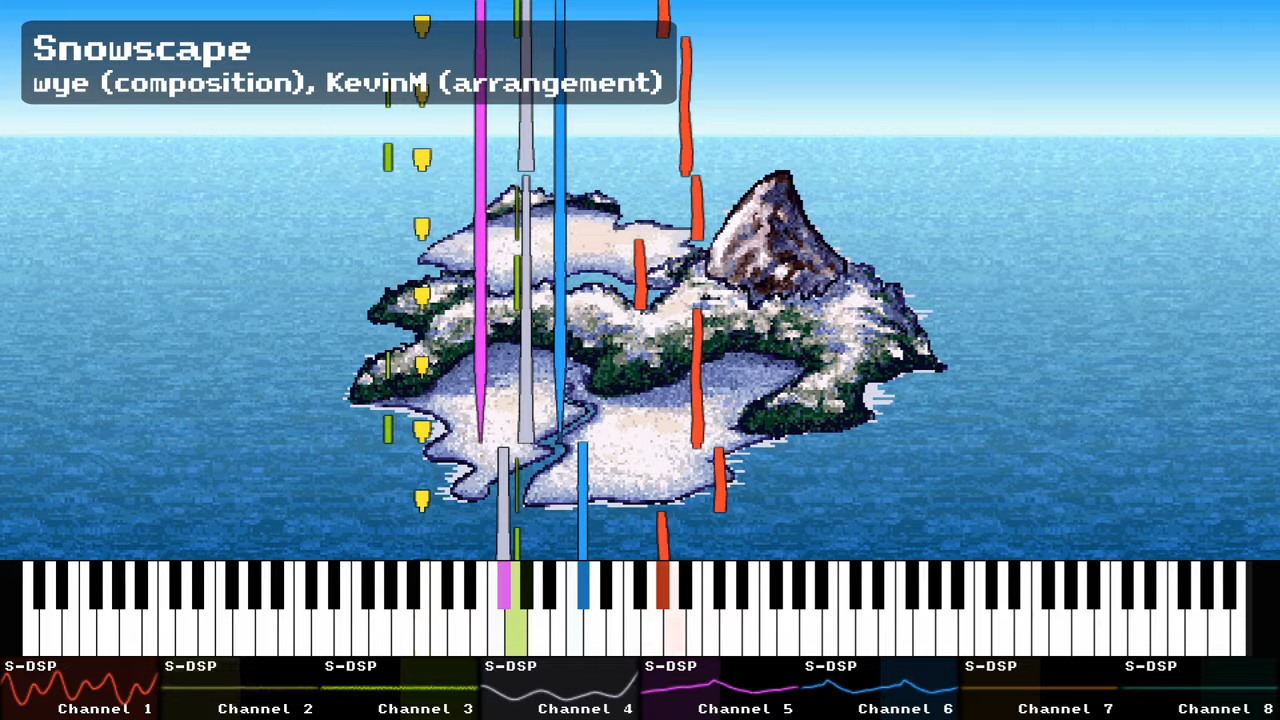 Snowscape
wye (composition), KevinM (arrangement)
S-DSP S-DSP S-DSP S-DSP S-DSP S-DSP S-DSP S-DSP
Channel 1 Channel 2 Channel 3 Channel 4 Channel 5 Channel 6 Channel 7 Channel 8